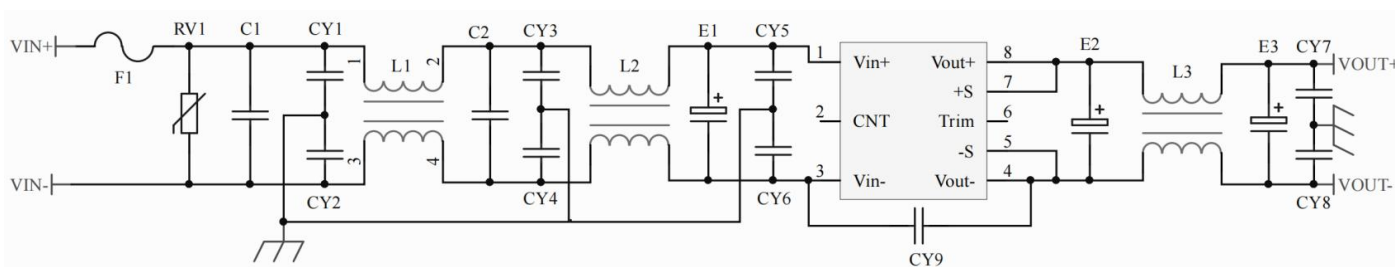 VIN+
F1
RV1
C1
CY1
1
2
L1
3
4
CY2
C2
CY3
CY4
L2
E1
+
CY5
CY6
1 Vin+ Vout+ 8
+S 7
2 CNT Trim 6
-S 5
3 Vin- Vout- 4
CY9
E2
+
L3
E3
+
CY7
VOUT+
VIN-
VOUT-
CY8